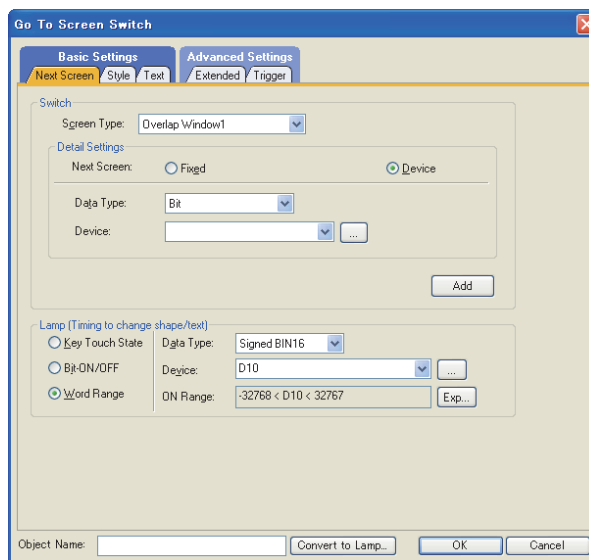 Go To Screen Switch
Basic Settings Advanced Settings
Next Screen Style Text Extended Trigger
Switch
Screen Type: Overlap Window1
Detail Settings
Next Screen: Fixed Device
Data Type: Bit
Device: ...
Add
Lamp (Timing to change shape/text)
Key Touch State Data Type: Signed BIN16
Bit-ON/OFF Device: D10 ...
Word Range ON Range: -32768 < D10 < 32767 Exp...
Object Name: Convert to Lamp... OK Cancel